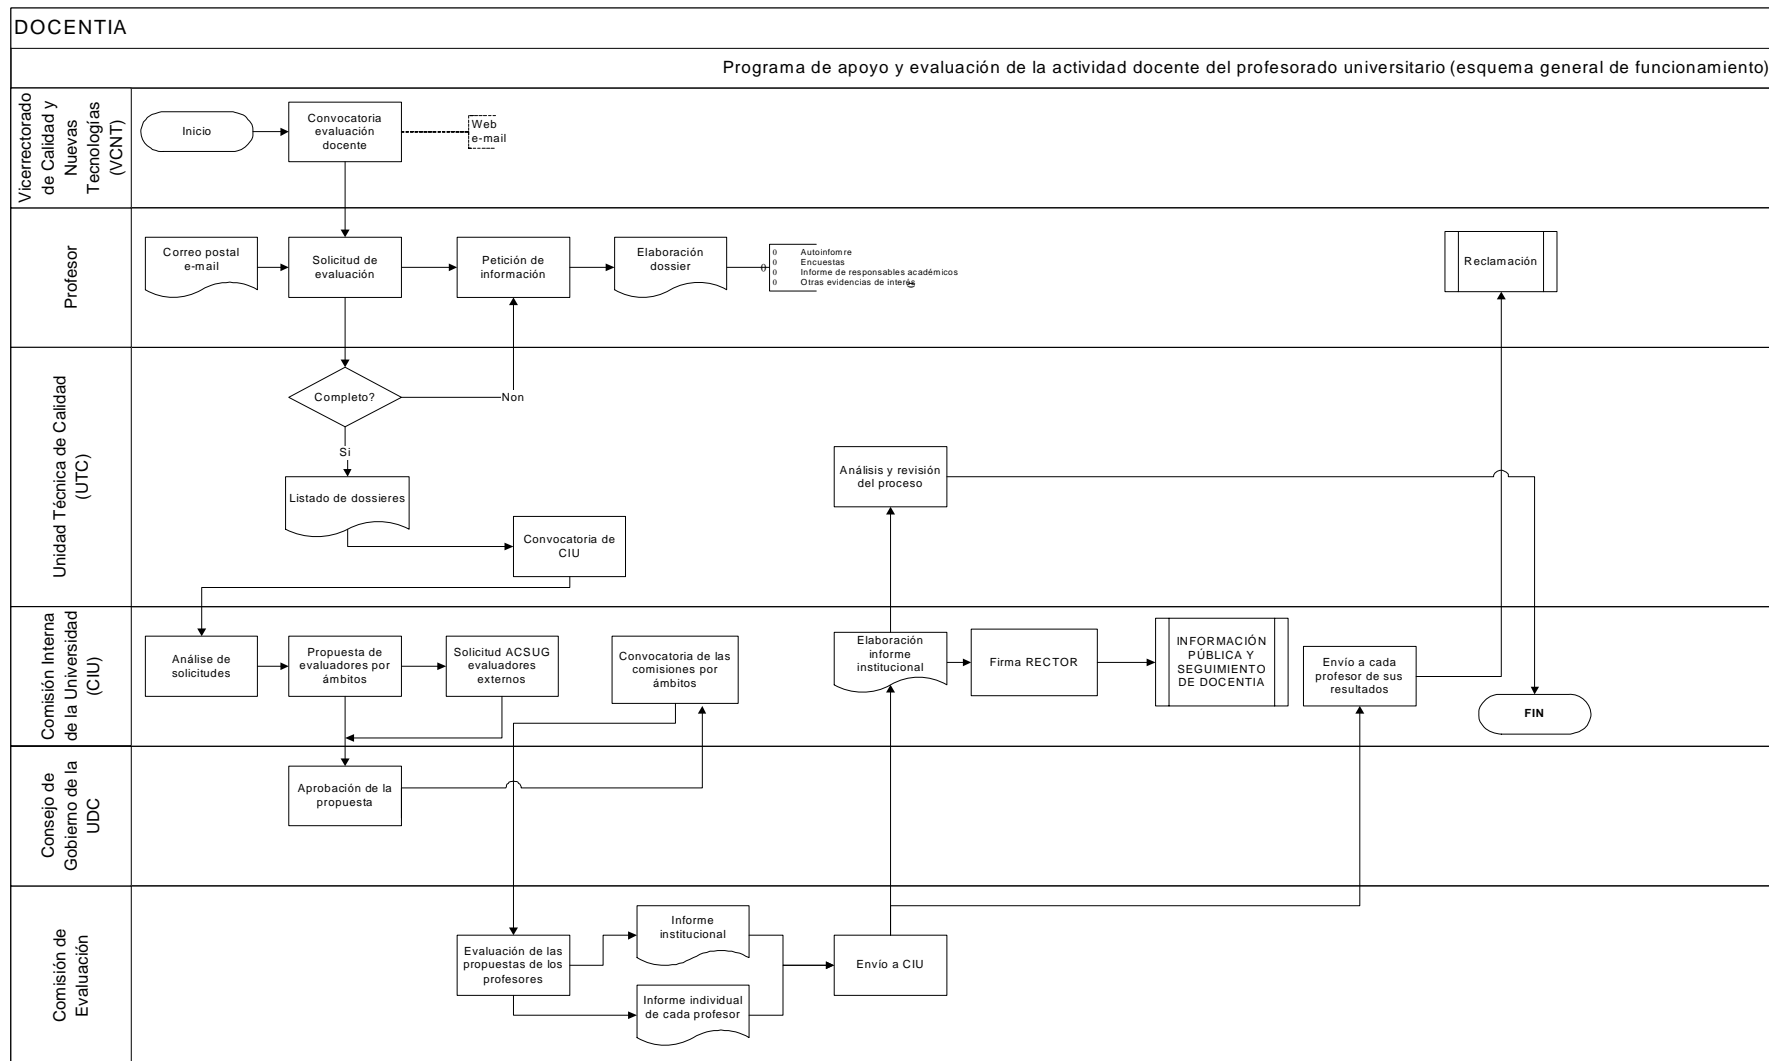 DOCENTIA
Programa de apoyo y evaluación de la actividad docente del profesorado universitario (esquema general de funcionamiento)
Vicerrectorado
de Calidad y
Nuevas
Tecnologías
(VCNT)
Inicio
Convocatoria
evaluación
docente
Web
e-mail
Profesor
Correo postal
e-mail
Solicitud de
evaluación
Petición de
información
Elaboración
dossier
0 Autoinfomre
0 Encuestas
0 Informe de responsables académicos
0 Otras evidencias de interés
Reclamación
Unidad Técnica de Calidad
(UTC)
Completo?
Non
Si
Listado de dossieres
Convocatoria de
CIU
Análisis y revisión
del proceso
Comisión Interna
de la Universidad
(CIU)
Análise de
solicitudes
Propuesta de
evaluadores por
ámbitos
Solicitud ACSUG
evaluadores
externos
Convocatoria de las
comisiones por
ámbitos
Elaboración
informe
institucional
Firma RECTOR
INFORMACIÓN
PÚBLICA Y
SEGUIMIENTO
DE DOCENTIA
Envío a cada
profesor de sus
resultados
FIN
Consejo de
Gobierno de la
UDC
Aprobación de la
propuesta
Comisión de
Evaluación
Evaluación de las
propuestas de los
profesores
Informe
institucional
Informe individual
de cada profesor
Envío a CIU